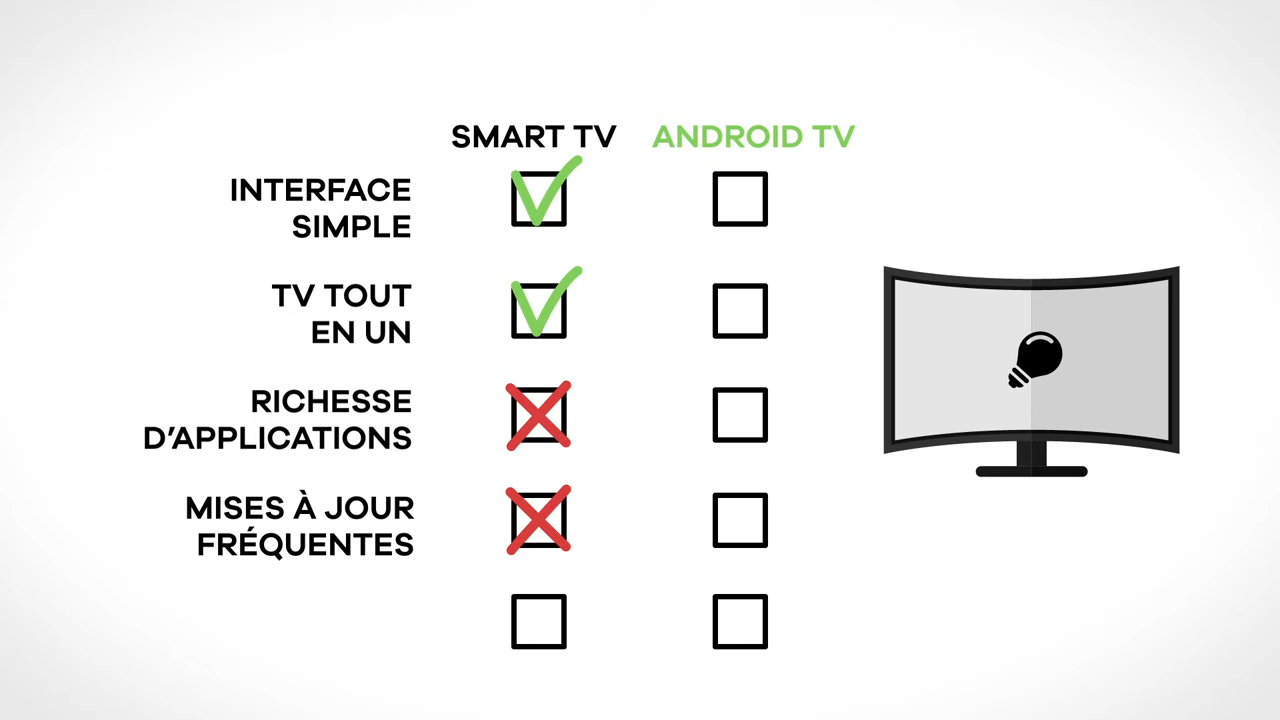 SMART TV ANDROID TV
INTERFACE
SIMPLE
TV TOUT
EN UN
RICHESSE
D'APPLICATIONS
MISES À JOUR
FRÉQUENTES